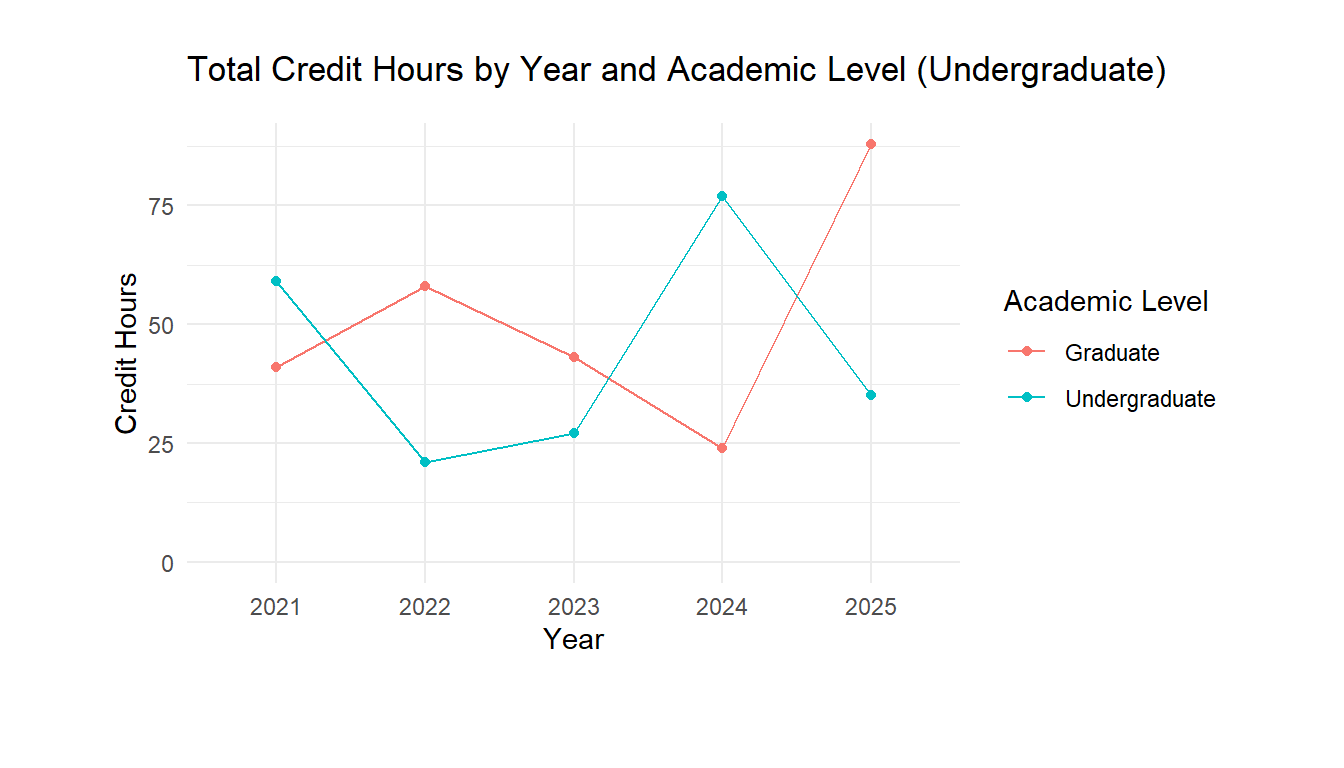 Total Credit Hours by Year and Academic Level (Undergraduate)
Credit Hours
75
50
25
0
2021 2022 2023 2024 2025
Year
Academic Level
Graduate
Undergraduate